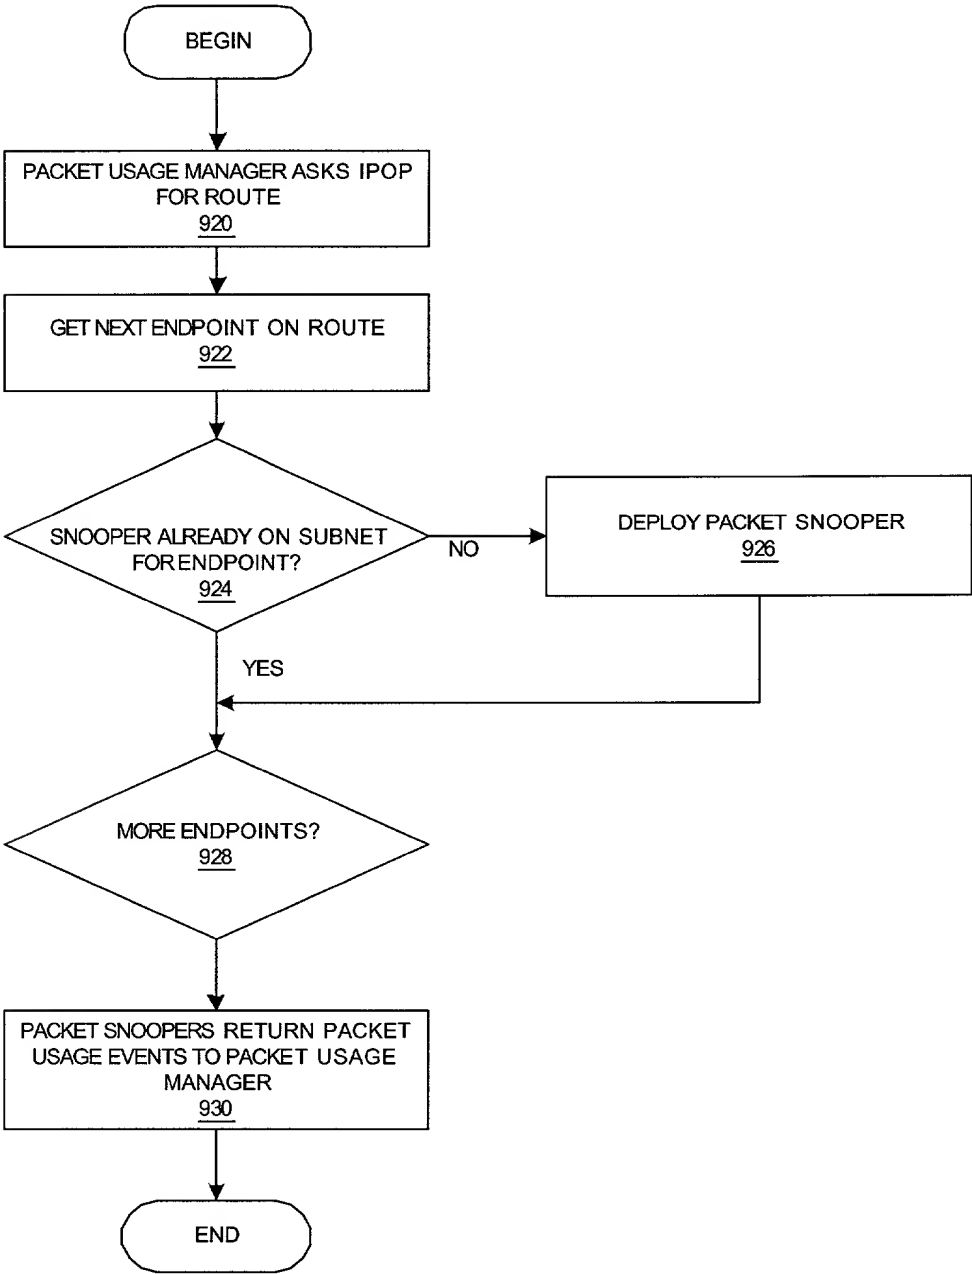 BEGIN
PACKET USAGE MANAGER ASKS IPOP
FOR ROUTE
920
GET NEXT ENDPOINT ON ROUTE
922
SNOOPER ALREADY ON SUBNET
FOR ENDPOINT?
924
NO
DEPLOY PACKET SNOOPER
926
YES
MORE ENDPOINTS?
928
PACKET SNOOPERS RETURN PACKET
USAGE EVENTS TO PACKET USAGE
MANAGER
930
END